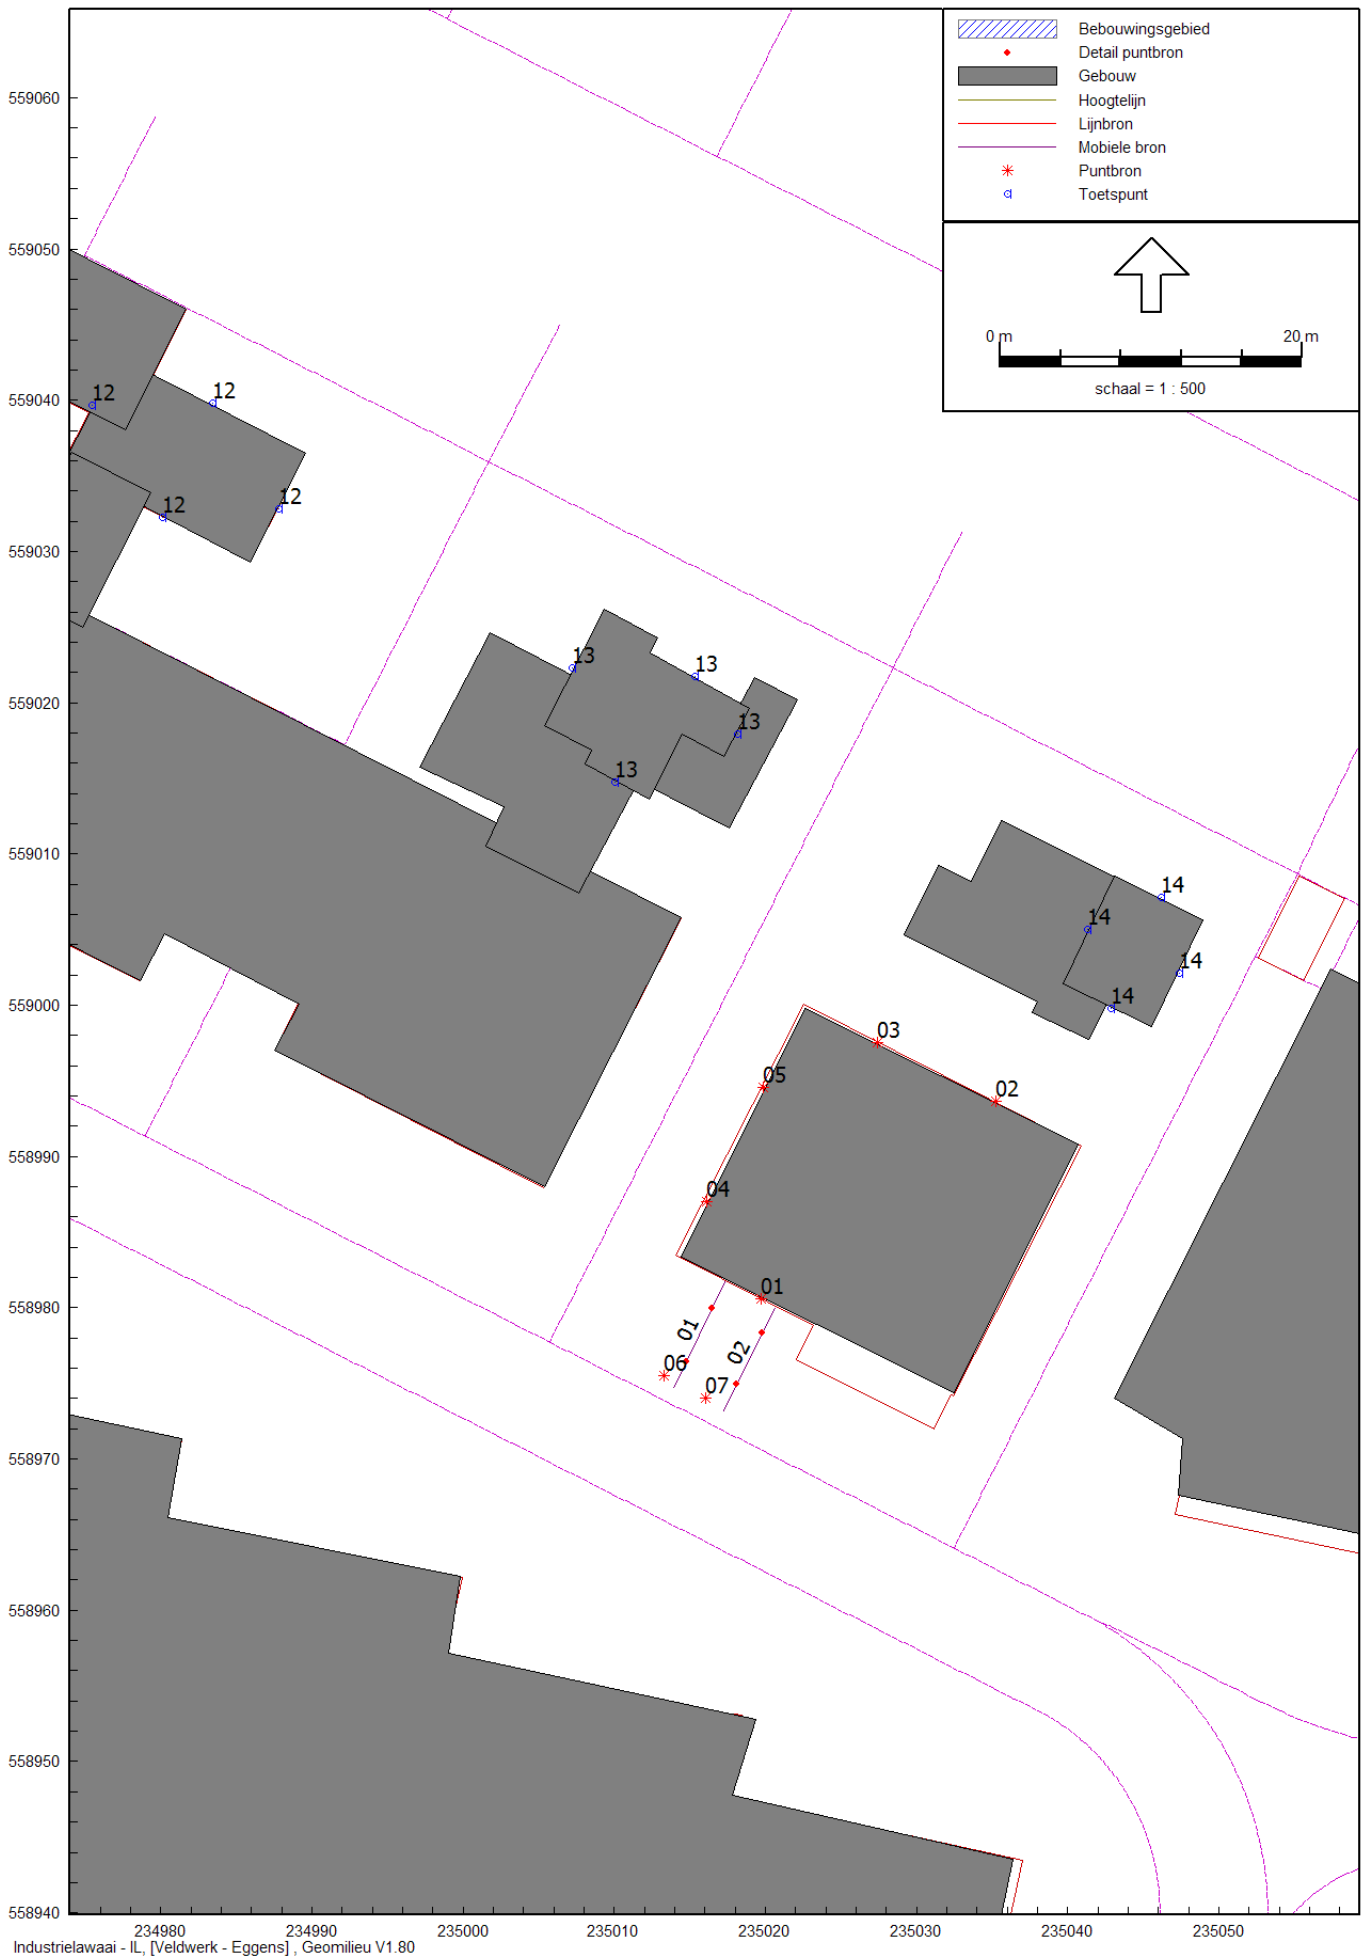 Bebouwingsgebied
Detail puntbron
Gebouw
Hoogtelijn
Lijnbron
Mobiele bron
Puntbron
Toetspunt
0 m 20 m
schaal = 1 : 500
559060
559050
559040
559030
559020
559010
559000
558990
558980
558970
558960
558950
558940
12
12
12
12
13
13
13
13
14
14
14
14
03
02
05
04
01
01
02
06
07
234980 234990 235000 235010 235020 235030 235040 235050
Industrielawaai - IL, [Veldwerk - Eggens] , Geomilieu V1.80